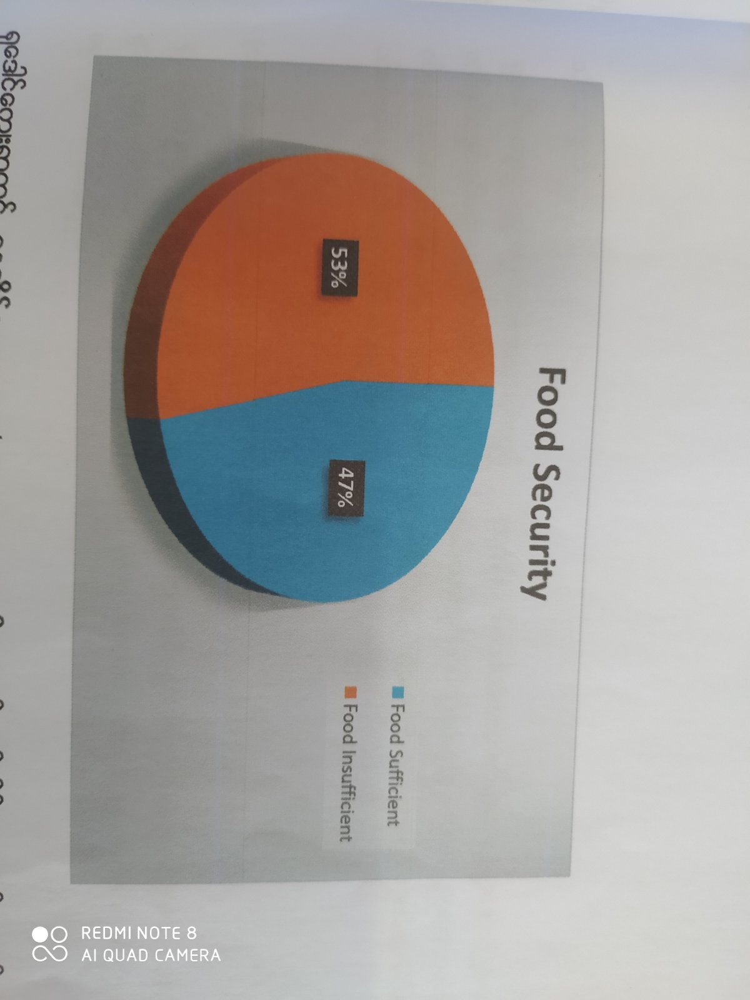 Food Security
53%
47%
Food Sufficient
Food Insufficient
REDMI NOTE 8
AI QUAD CAMERA